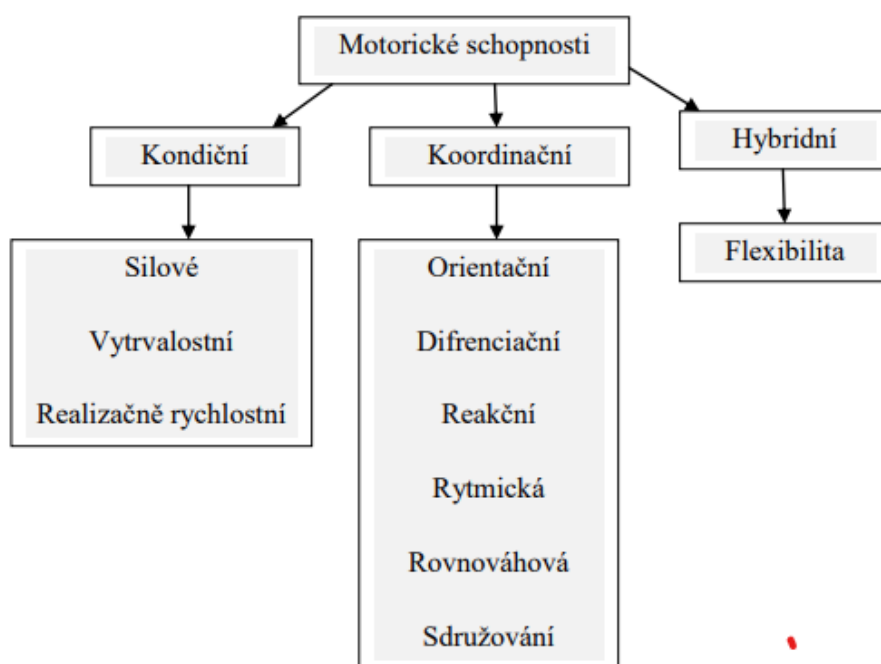 Motorické schopnosti
Kondiční
Koordinační
Hybridní
Silové
Vytrvalostní
Realizačně rychlostní
Orientační
Difrenciační
Reakční
Rytmická
Rovnováhová
Sdružování
Flexibilita